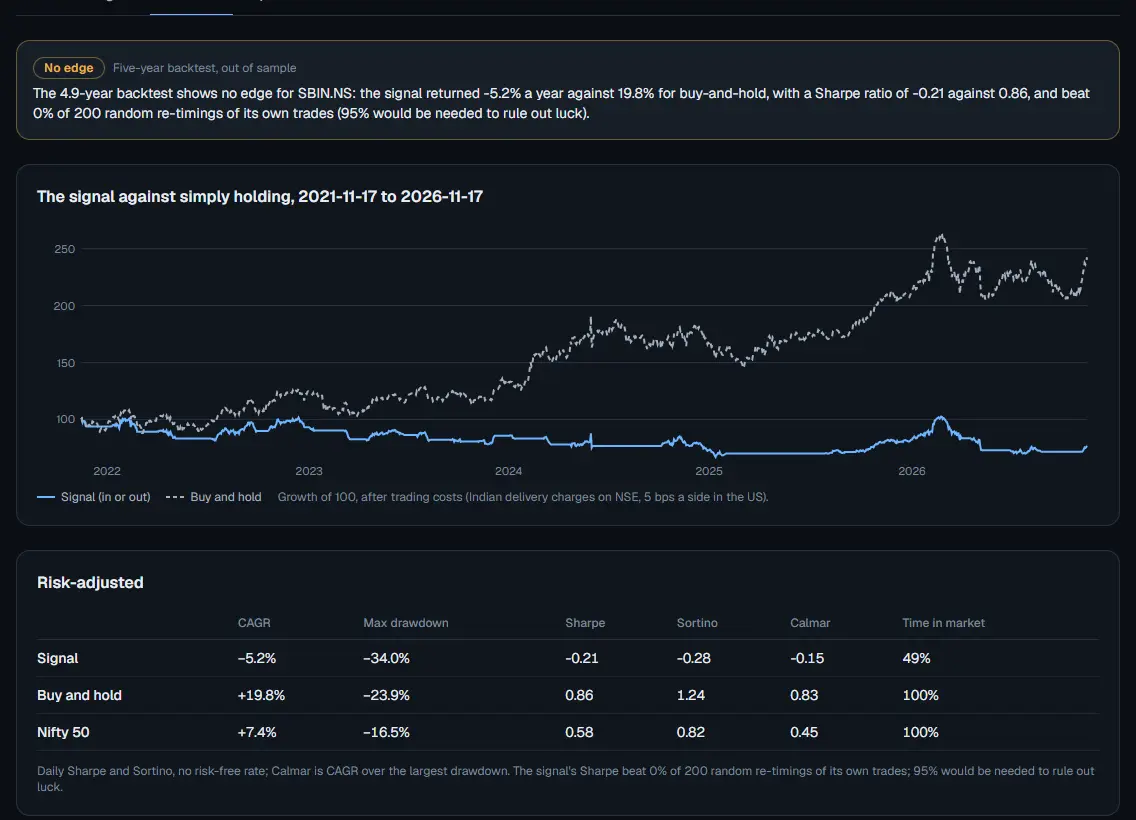 No edge Five-year backtest, out of sample
The 4.9-year backtest shows no edge for SBIN.NS: the signal returned -5.2% a year against 19.8% for buy-and-hold, with a Sharpe ratio of -0.21 against 0.86, and beat
0% of 200 random re-timings of its own trades (95% would be needed to rule out luck).
The signal against simply holding, 2021-11-17 to 2026-11-17
250
200
150
100
2022 2023 2024 2025 2026
Signal (in or out) Buy and hold Growth of 100, after trading costs (Indian delivery charges on NSE, 5 bps a side in the US).
Risk-adjusted
CAGR Max drawdown Sharpe Sortino Calmar Time in market
Signal −5.2% −34.0% -0.21 -0.28 -0.15 49%
Buy and hold +19.8% −23.9% 0.86 1.24 0.83 100%
Nifty 50 +7.4% −16.5% 0.58 0.82 0.45 100%
Daily Sharpe and Sortino, no risk-free rate; Calmar is CAGR over the largest drawdown. The signal's Sharpe beat 0% of 200 random re-timings of its own trades; 95% would be needed to rule out
luck.